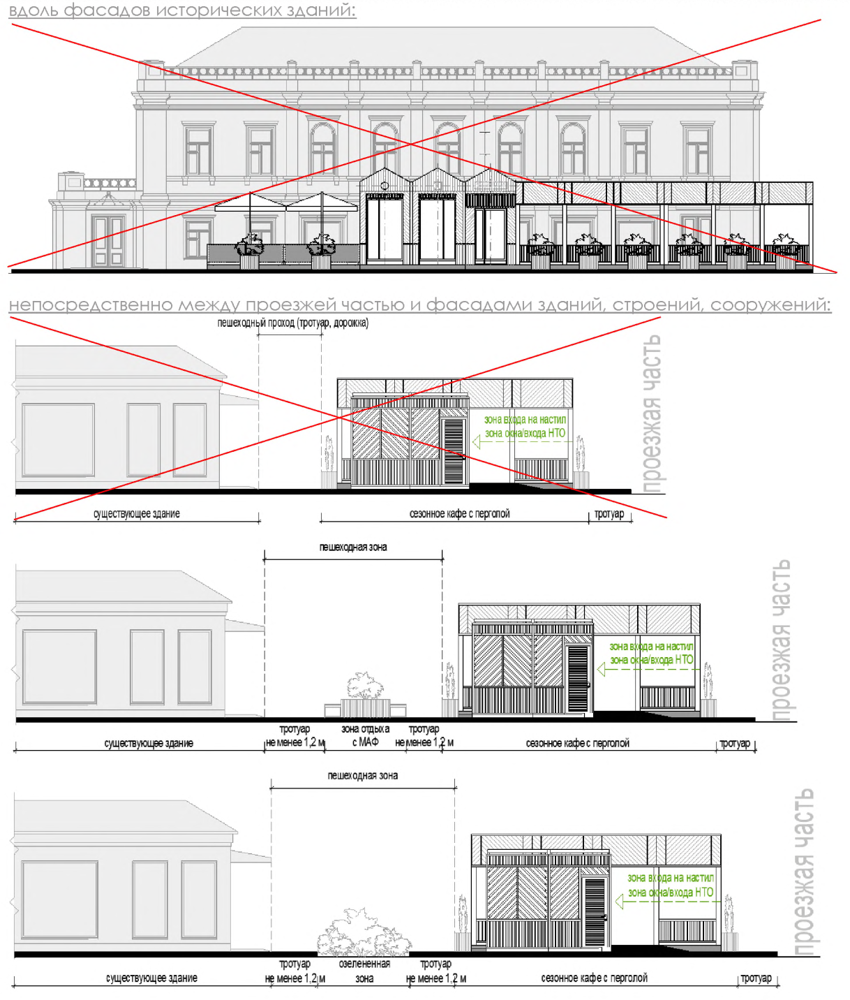 вдоль фасадов исторических зданий:
непосредственно между проезжей частью и фасадами зданий, строений, сооружений:
пешеходный проход (тротуар, дорожка)
зона входа на настил
зона окна/входа НТО
проезжая часть
существующее здание
сезонное кафе с перголой
тротуар
пешеходная зона
зона входа на настил
зона окна/входа НТО
проезжая часть
тротуар
не менее 1,2 м
зона отдыха
с МАФ
тротуар
не менее 1,2 м
существующее здание
сезонное кафе с перголой
тротуар
пешеходная зона
зона входа на настил
зона окна/входа НТО
проезжая часть
тротуар
не менее 1,2 м
озелененная
зона
тротуар
не менее 1,2 м
существующее здание
сезонное кафе с перголой
тротуар